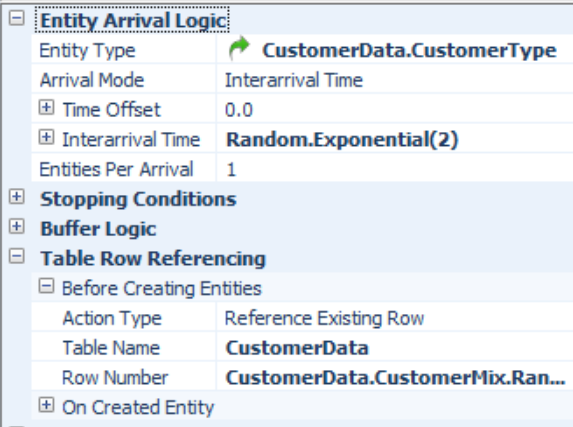 Entity Arrival Logic
Entity Type CustomerData.CustomerType
Arrival Mode Interarrival Time
Time Offset 0.0
Interarrival Time Random.Exponential(2)
Entities Per Arrival 1
Stopping Conditions
Buffer Logic
Table Row Referencing
Before Creating Entities
Action Type Reference Existing Row
Table Name CustomerData
Row Number CustomerData.CustomerMix.Ran...
On Created Entity